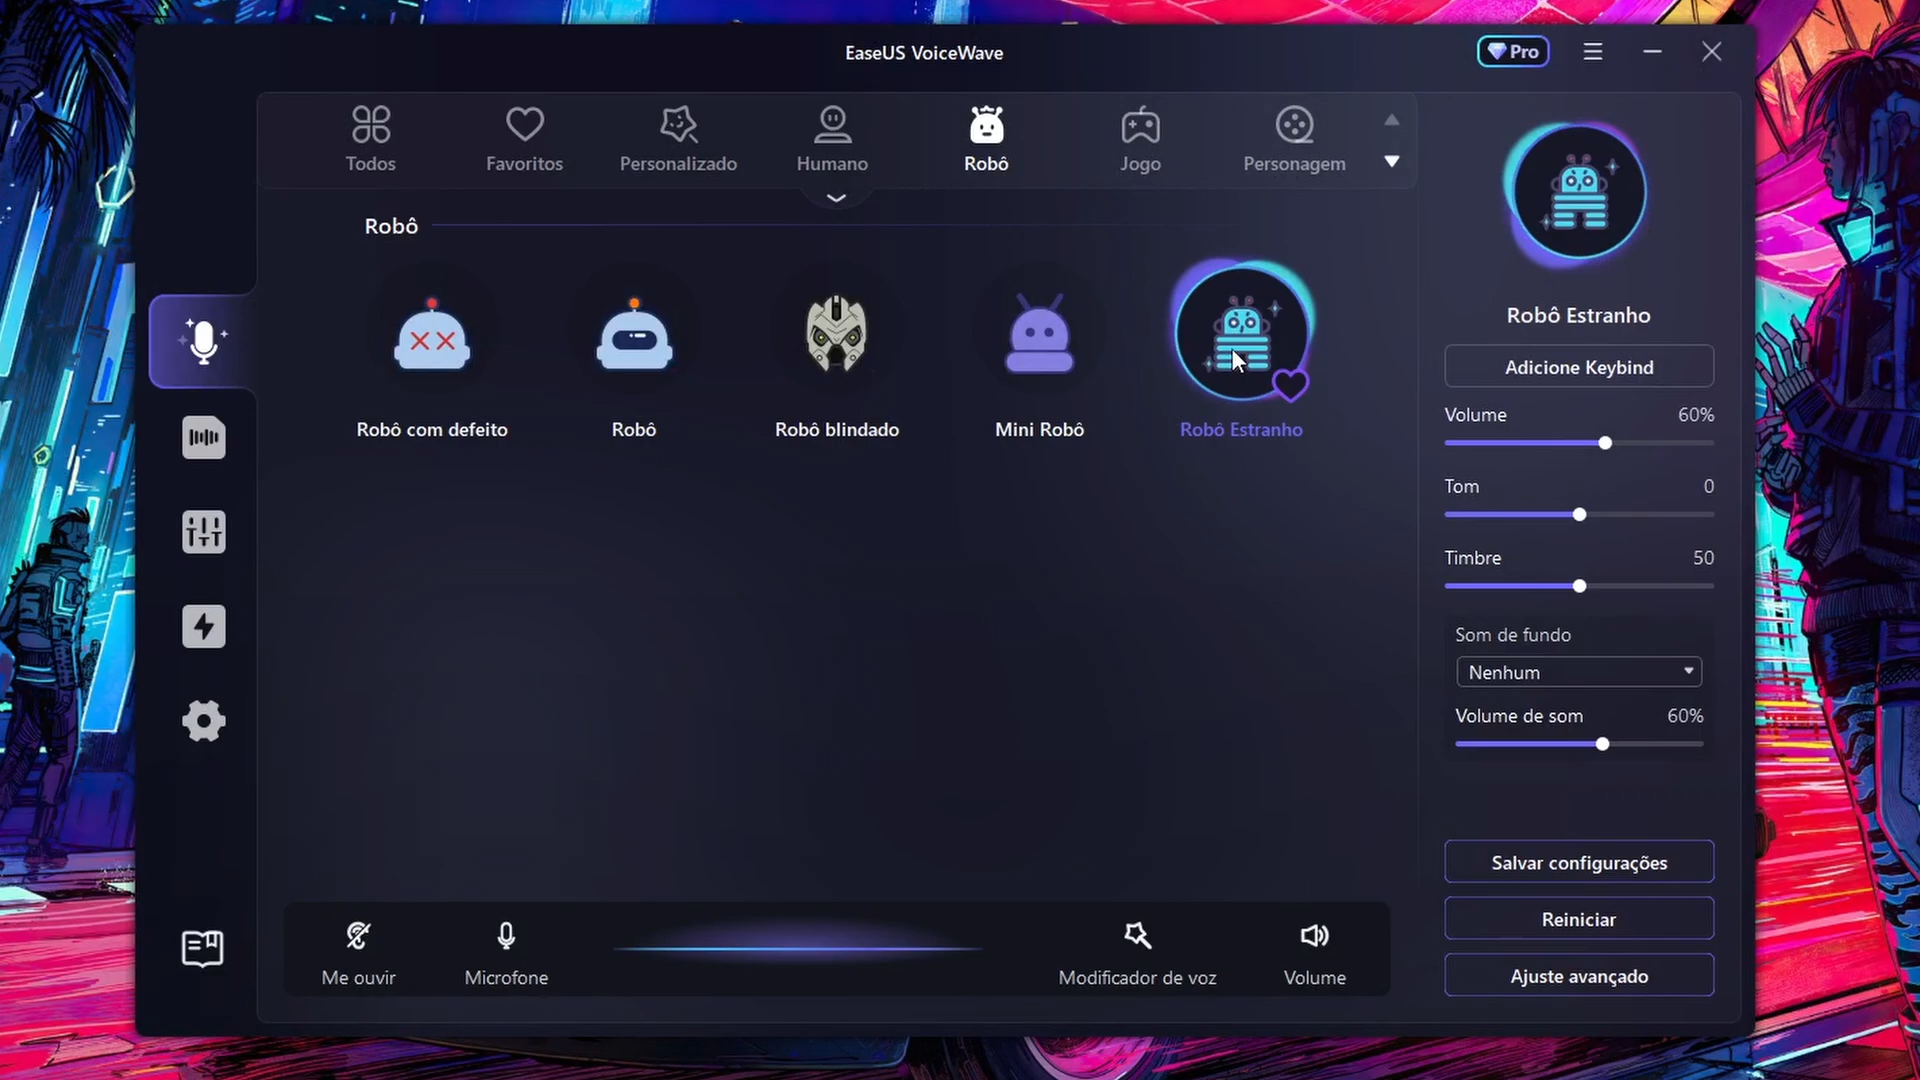 EaseUS VoiceWave
Pro
Todos
Favoritos
Personalizado
Humano
Robô
Jogo
Personagem
Robô
Robô com defeito
Robô
Robô blindado
Mini Robô
Robô Estranho
Robô Estranho
Adicione Keybind
Volume 60%
Tom 0
Timbre 50
Som de fundo
Nenhum
Volume de som 60%
Salvar configurações
Reiniciar
Ajuste avançado
Me ouvir
Microfone
Modificador de voz
Volume